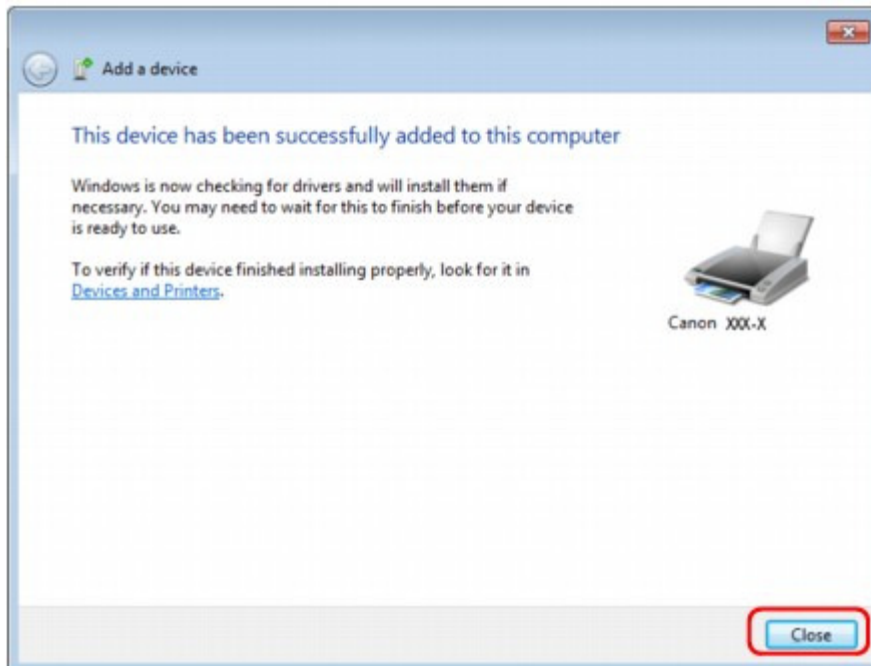 Add a device
This device has been successfully added to this computer
Windows is now checking for drivers and will install them if
necessary. You may need to wait for this to finish before your device
is ready to use.
To verify if this device finished installing properly, look for it in
Devices and Printers.
Canon XXX-X
Close